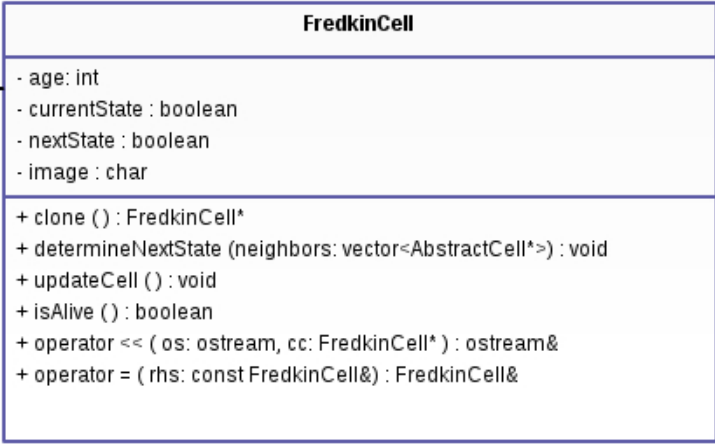 FredkinCell
- age: int
- currentState : boolean
- nextState : boolean
- image : char
+ clone () : FredkinCell*
+ determineNextState (neighbors: vector<AbstractCell*>) : void
+ updateCell () : void
+ isAlive () : boolean
+ operator << ( os: ostream, cc: FredkinCell* ) : ostream&
+ operator = ( rhs: const FredkinCell&) : FredkinCell&